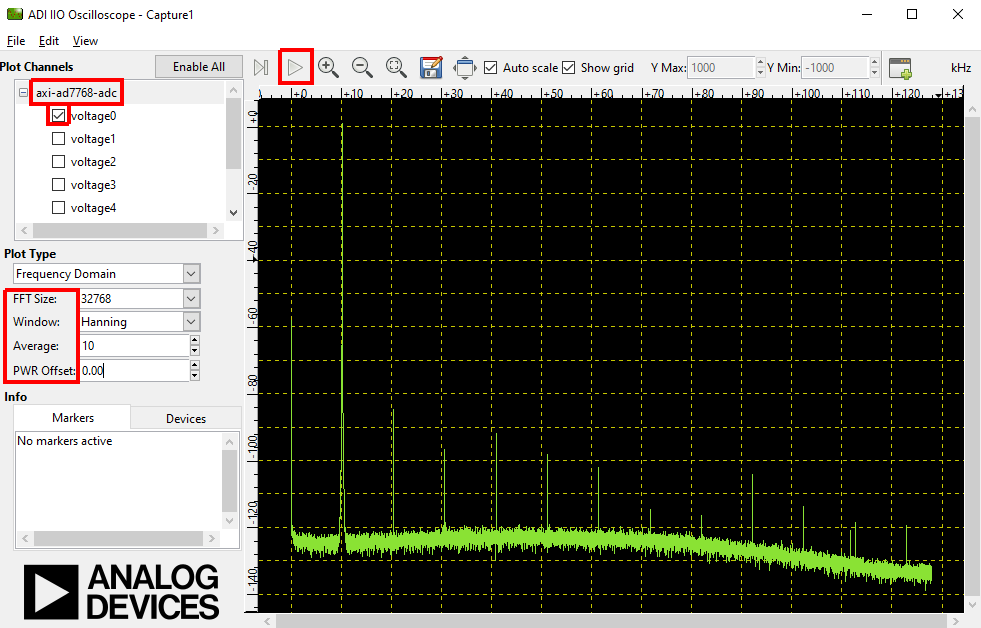 ADI IIO Oscilloscope - Capture1
File Edit View
Plot Channels Enable All Auto scale Show grid Y Max: 1000 Y Min: -1000 kHz
axi-ad7768-adc
voltage0
voltage1
voltage2
voltage3
voltage4
+0 +10 +20 +30 +40 +50 +60 +70 +80 +90 +100 +110 +120 +13
+0
-20
-40
-60
-80
-100
-120
-140
Plot Type
Frequency Domain
FFT Size: 32768
Window: Hanning
Average: 10
PWR Offset: 0.00
Info
Markers Devices
No markers active
ANALOG
DEVICES